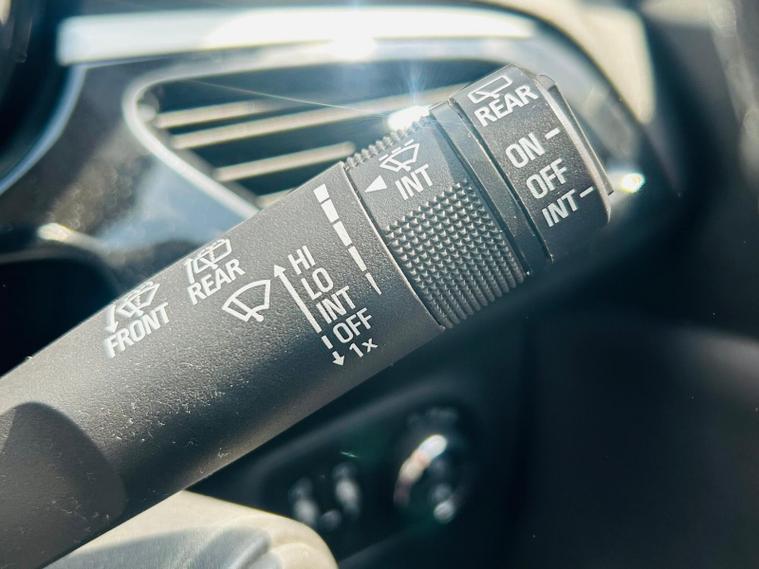 FRONT
REAR
HI
LO
INT
OFF
1x
INT
REAR
ON
OFF
INT